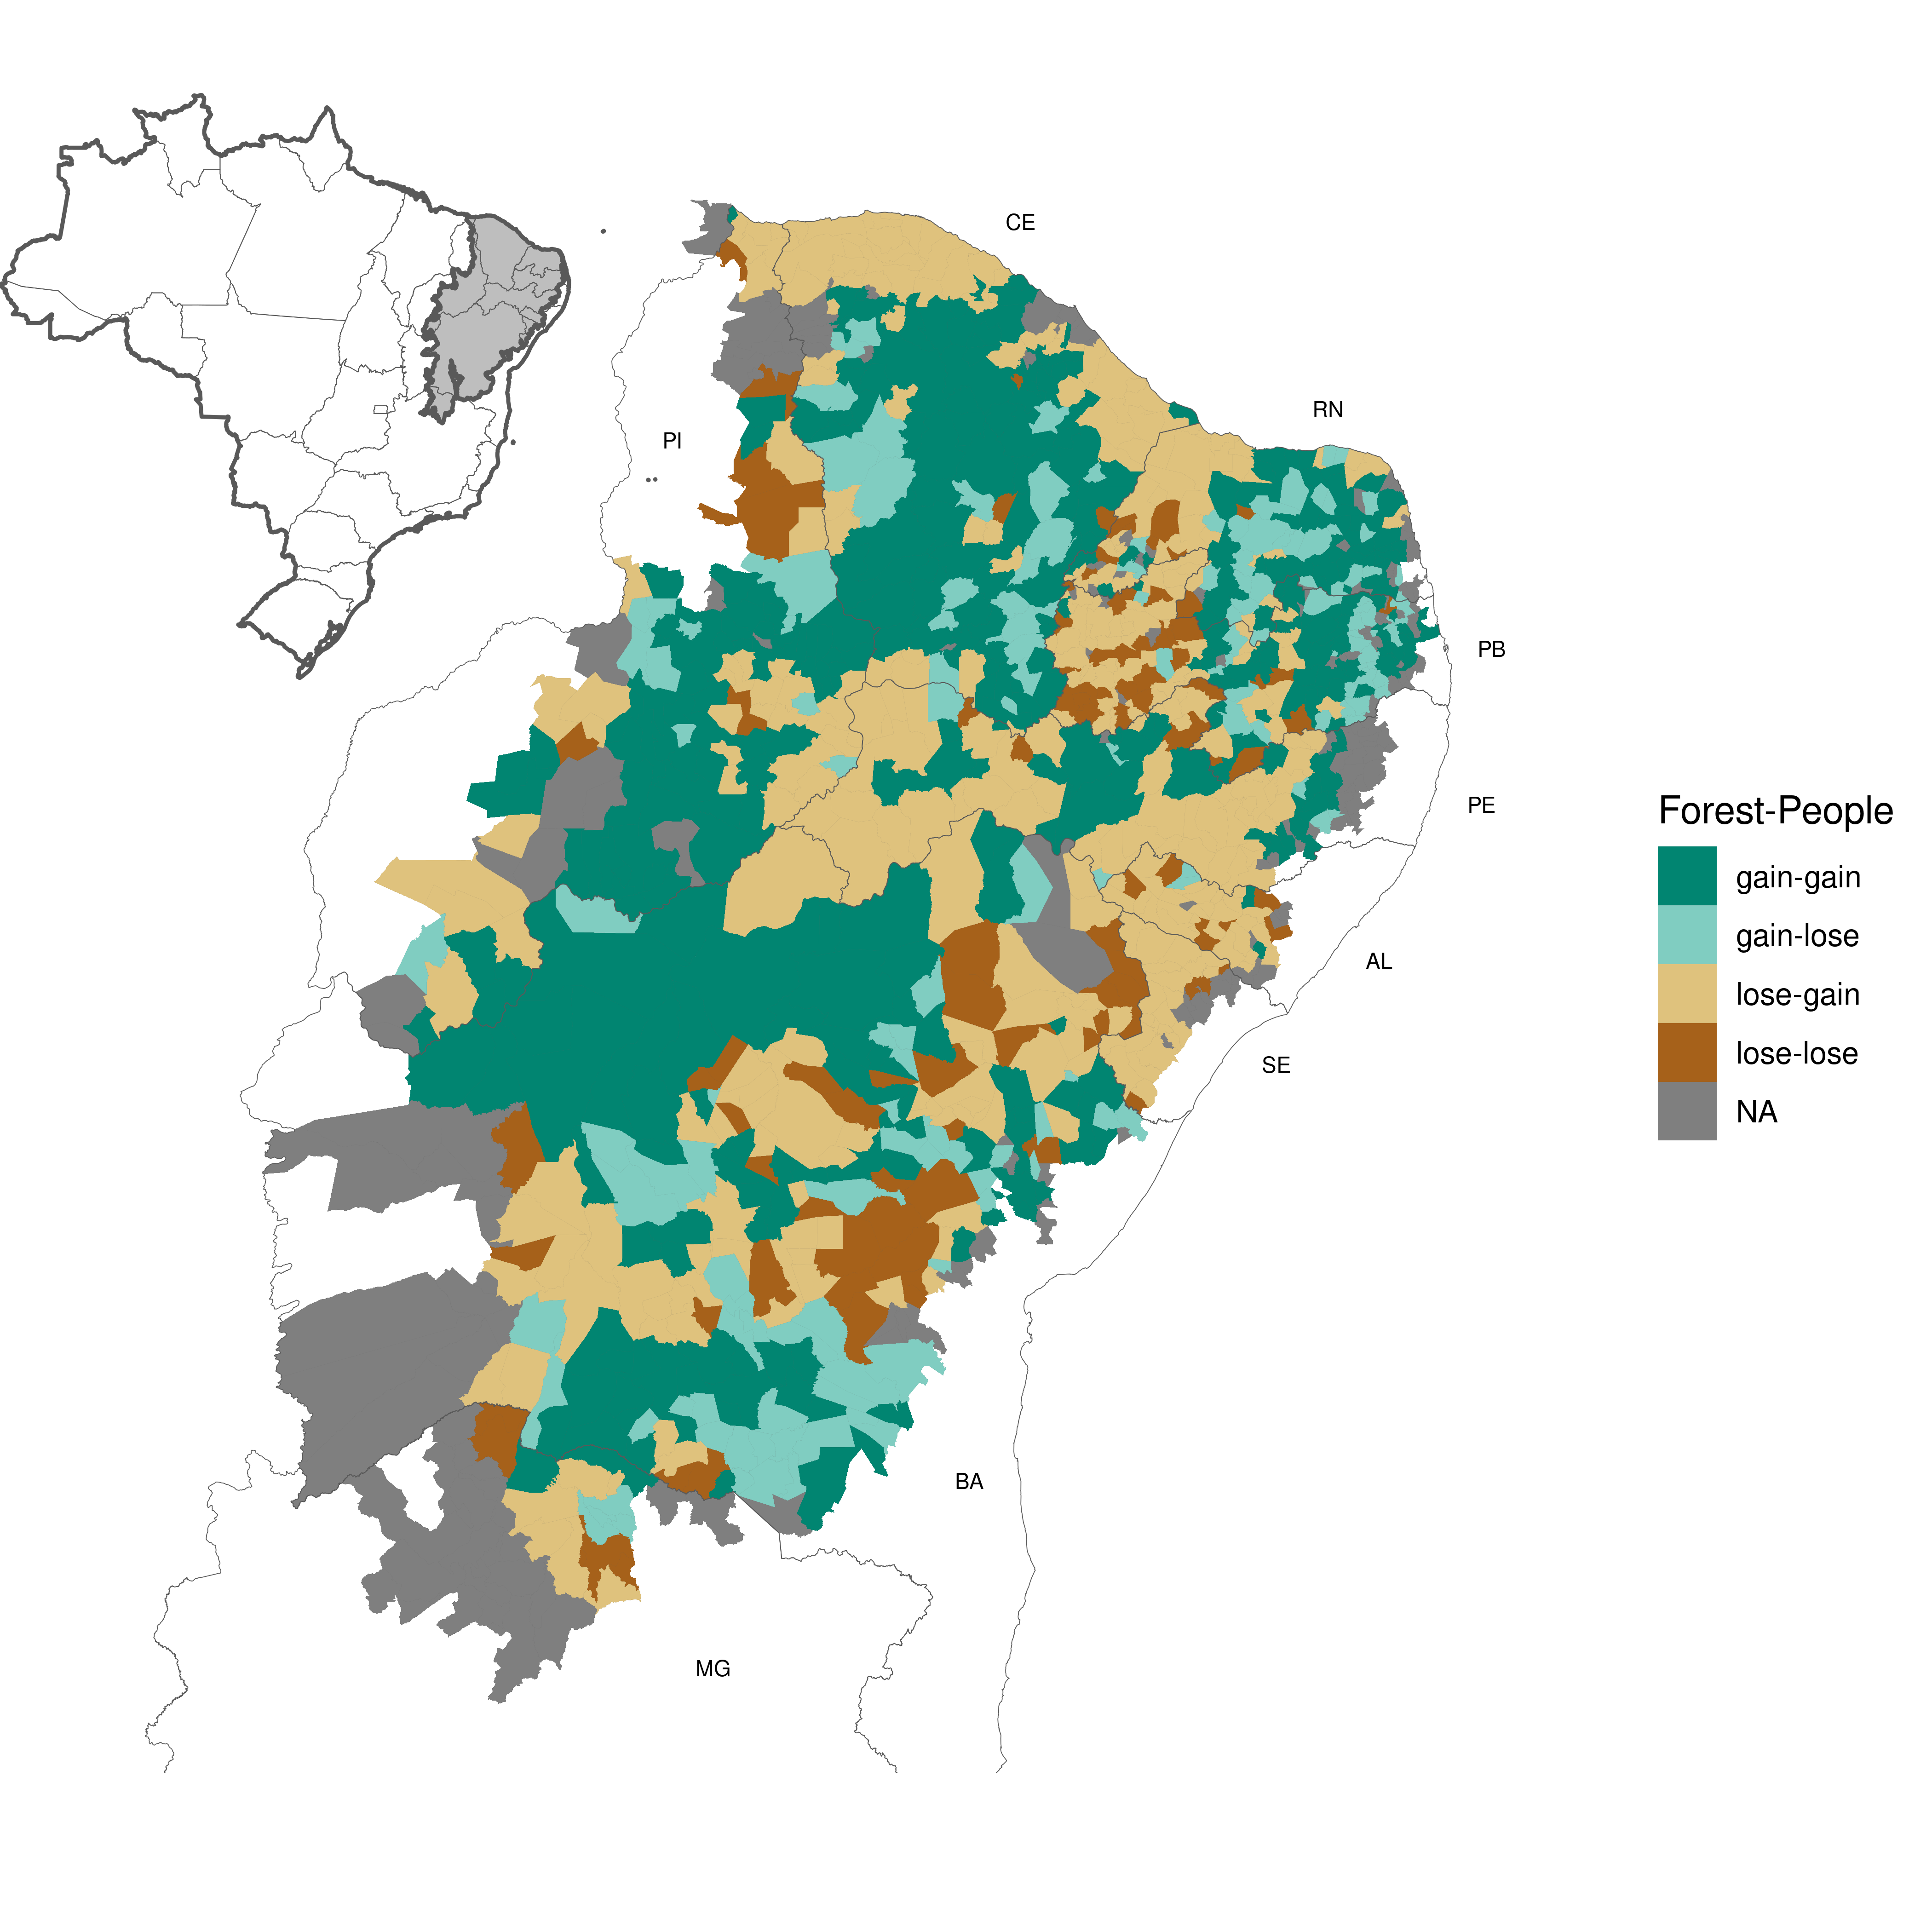 CE
RN
PI
PB
PE
AL
SE
BA
MG
Forest-People
gain-gain
gain-lose
lose-gain
lose-lose
NA